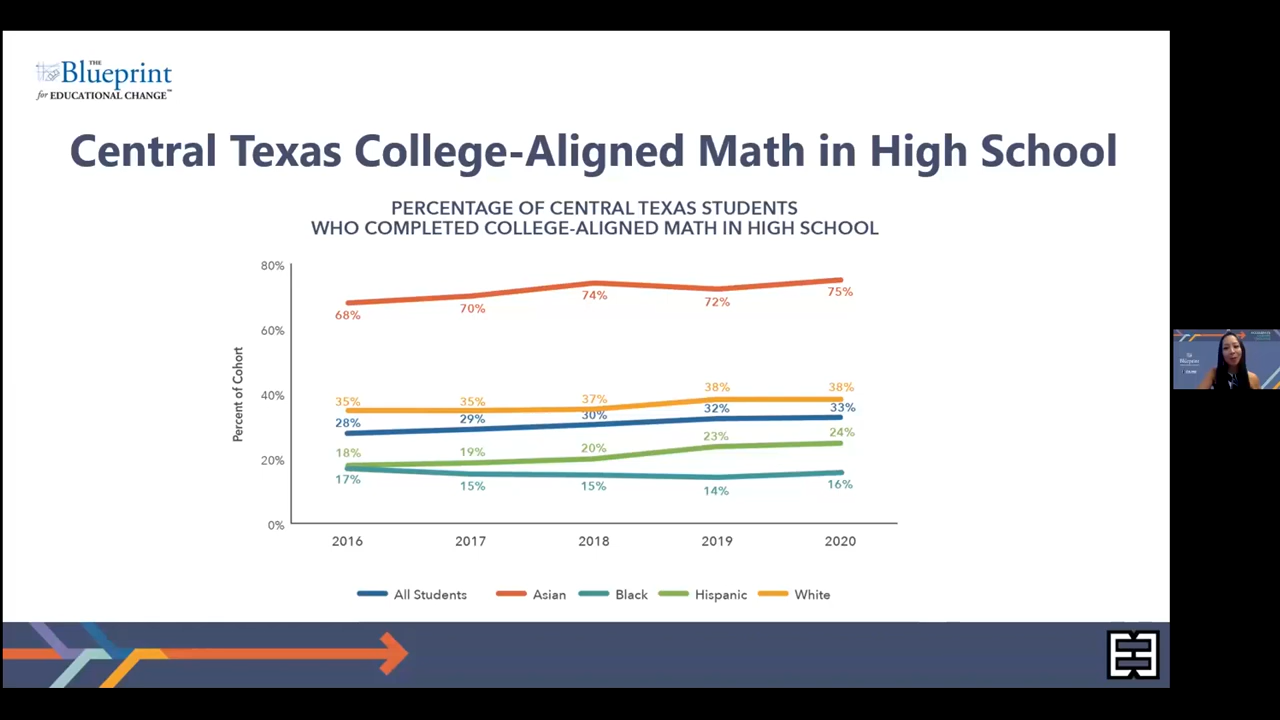 THE
Blueprint
for EDUCATIONAL CHANGE™
Central Texas College-Aligned Math in High School
PERCENTAGE OF CENTRAL TEXAS STUDENTS
WHO COMPLETED COLLEGE-ALIGNED MATH IN HIGH SCHOOL
Percent of Cohort
80%
60%
40%
20%
0%
68% 70% 74% 72% 75%
35% 35% 37% 38% 38%
28% 29% 30% 32% 33%
18% 19% 20% 23% 24%
17% 15% 15% 14% 16%
2016 2017 2018 2019 2020
All Students Asian Black Hispanic White